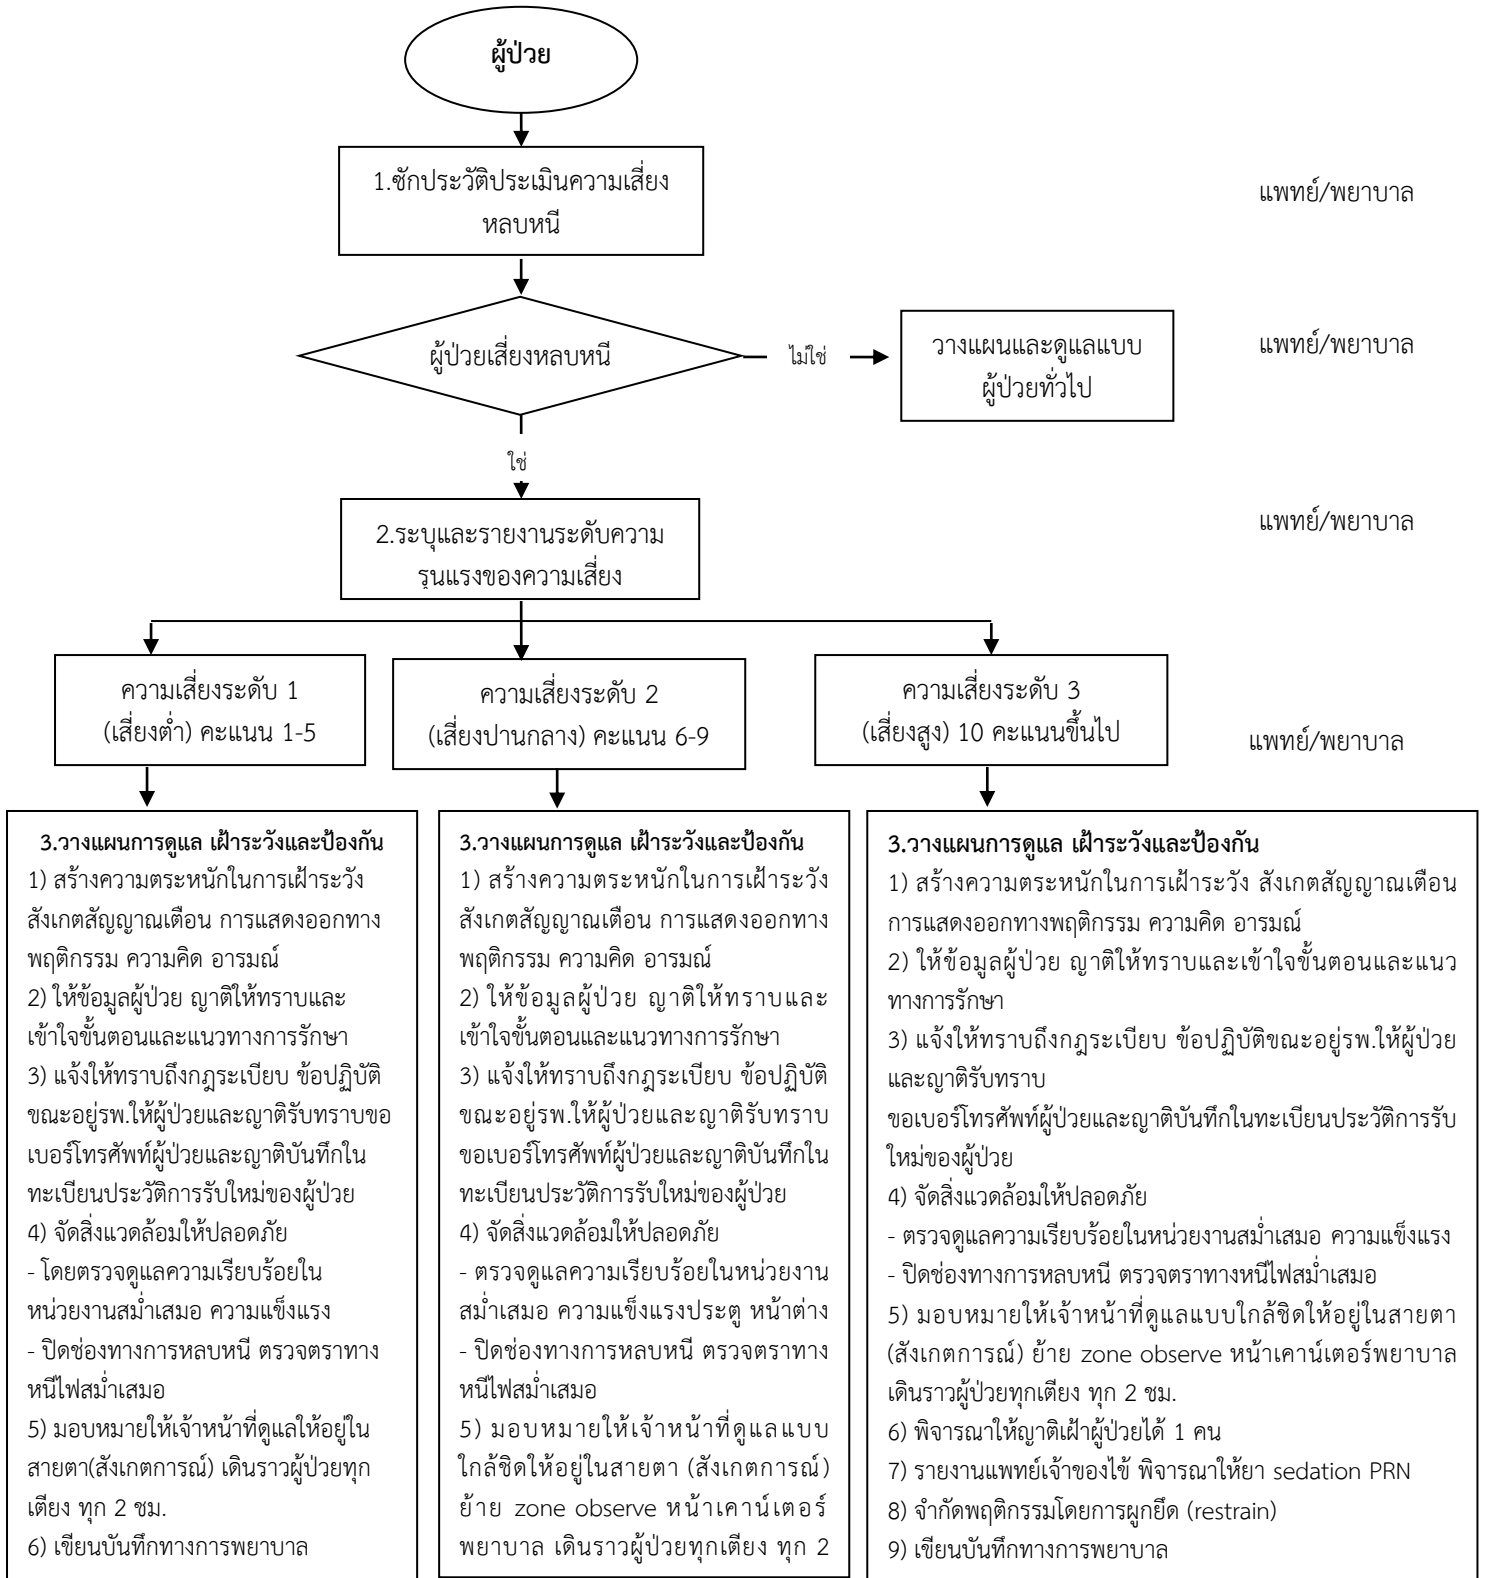 ผู้ป่วย
1.ซักประวัติประเมินความเสี่ยง
หลบหนี
แพทย์/พยาบาล
ผู้ป่วยเสี่ยงหลบหนี
ไม่ใช่
วางแผนและดูแลแบบ
ผู้ป่วยทั่วไป
แพทย์/พยาบาล
ใช่
2.ระบุและรายงานระดับความ
รุนแรงของความเสี่ยง
แพทย์/พยาบาล
ความเสี่ยงระดับ 1
(เสี่ยงต่ำ) คะแนน 1-5
ความเสี่ยงระดับ 2
(เสี่ยงปานกลาง) คะแนน 6-9
ความเสี่ยงระดับ 3
(เสี่ยงสูง) 10 คะแนนขึ้นไป
แพทย์/พยาบาล
3.วางแผนการดูแล เฝ้าระวังและป้องกัน
1) สร้างความตระหนักในการเฝ้าระวัง
สังเกตสัญญาณเตือน การแสดงออกทาง
พฤติกรรม ความคิด อารมณ์
2) ให้ข้อมูลผู้ป่วย ญาติให้ทราบและ
เข้าใจขั้นตอนและแนวทางการรักษา
3) แจ้งให้ทราบถึงกฎระเบียบ ข้อปฏิบัติ
ขณะอยู่รพ.ให้ผู้ป่วยและญาติรับทราบขอ
เบอร์โทรศัพท์ผู้ป่วยและญาติบันทึกใน
ทะเบียนประวัติการรับใหม่ของผู้ป่วย
4) จัดสิ่งแวดล้อมให้ปลอดภัย
- โดยตรวจดูแลความเรียบร้อยใน
หน่วยงานสม่ำเสมอ ความแข็งแรง
- ปิดช่องทางการหลบหนี ตรวจตราทาง
หนีไฟสม่ำเสมอ
5) มอบหมายให้เจ้าหน้าที่ดูแลให้อยู่ใน
สายตา(สังเกตการณ์) เดินราวผู้ป่วยทุก
เตียง ทุก 2 ชม.
6) เขียนบันทึกทางการพยาบาล
3.วางแผนการดูแล เฝ้าระวังและป้องกัน
1) สร้างความตระหนักในการเฝ้าระวัง
สังเกตสัญญาณเตือน การแสดงออกทาง
พฤติกรรม ความคิด อารมณ์
2) ให้ข้อมูลผู้ป่วย ญาติให้ทราบและ
เข้าใจขั้นตอนและแนวทางการรักษา
3) แจ้งให้ทราบถึงกฎระเบียบ ข้อปฏิบัติ
ขณะอยู่รพ.ให้ผู้ป่วยและญาติรับทราบ
ขอเบอร์โทรศัพท์ผู้ป่วยและญาติบันทึกใน
ทะเบียนประวัติการรับใหม่ของผู้ป่วย
4) จัดสิ่งแวดล้อมให้ปลอดภัย
- ตรวจดูแลความเรียบร้อยในหน่วยงาน
สม่ำเสมอ ความแข็งแรงประตู หน้าต่าง
- ปิดช่องทางการหลบหนี ตรวจตราทาง
หนีไฟสม่ำเสมอ
5) มอบหมายให้เจ้าหน้าที่ดูแลแบบ
ใกล้ชิดให้อยู่ในสายตา (สังเกตการณ์)
ย้าย zone observe หน้าเคาน์เตอร์
พยาบาล เดินราวผู้ป่วยทุกเตียง ทุก 2
3.วางแผนการดูแล เฝ้าระวังและป้องกัน
1) สร้างความตระหนักในการเฝ้าระวัง สังเกตสัญญาณเตือน
การแสดงออกทางพฤติกรรม ความคิด อารมณ์
2) ให้ข้อมูลผู้ป่วย ญาติให้ทราบและเข้าใจขั้นตอนและแนว
ทางการรักษา
3) แจ้งให้ทราบถึงกฎระเบียบ ข้อปฏิบัติขณะอยู่รพ.ให้ผู้ป่วย
และญาติรับทราบ
ขอเบอร์โทรศัพท์ผู้ป่วยและญาติบันทึกในทะเบียนประวัติการรับ
ใหม่ของผู้ป่วย
4) จัดสิ่งแวดล้อมให้ปลอดภัย
- ตรวจดูแลความเรียบร้อยในหน่วยงานสม่ำเสมอ ความแข็งแรง
- ปิดช่องทางการหลบหนี ตรวจตราทางหนีไฟสม่ำเสมอ
5) มอบหมายให้เจ้าหน้าที่ดูแลแบบใกล้ชิดให้อยู่ในสายตา
(สังเกตการณ์) ย้าย zone observe หน้าเคาน์เตอร์พยาบาล
เดินราวผู้ป่วยทุกเตียง ทุก 2 ชม.
6) พิจารณาให้ญาติเฝ้าผู้ป่วยได้ 1 คน
7) รายงานแพทย์เจ้าของไข้ พิจารณาให้ยา sedation PRN
8) จำกัดพฤติกรรมโดยการผูกยึด (restrain)
9) เขียนบันทึกทางการพยาบาล